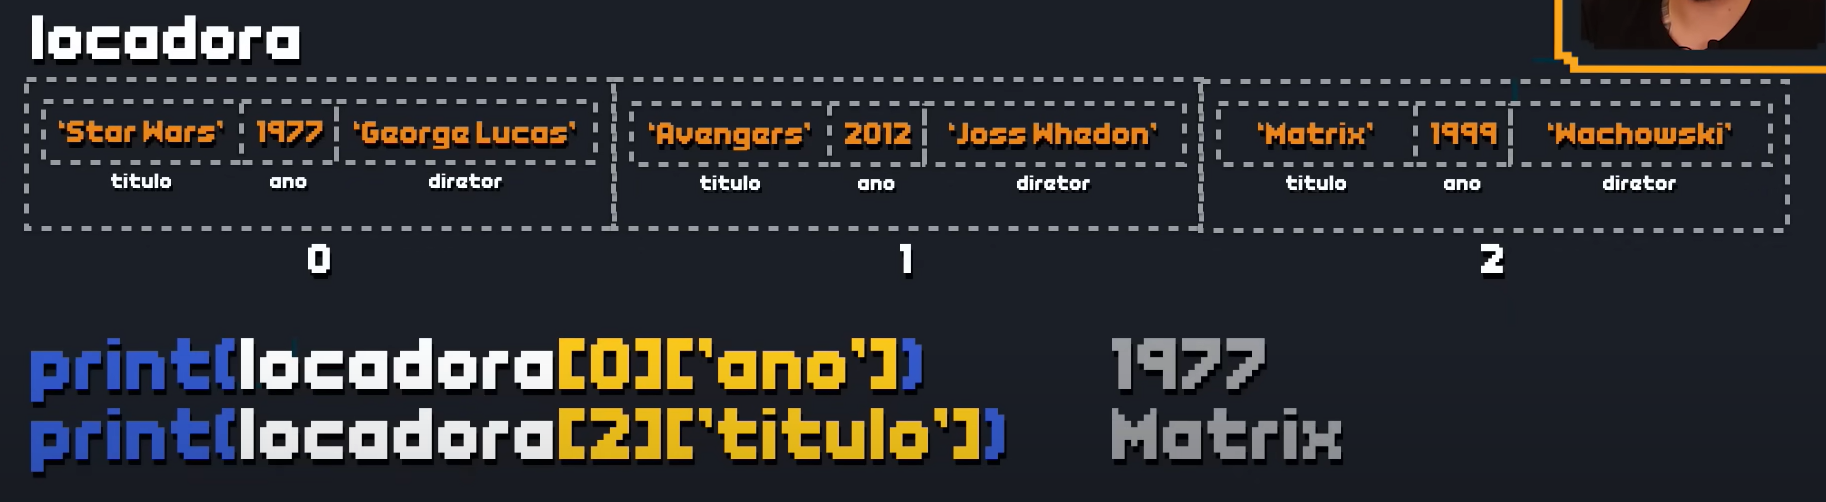 locadora
'Star Wars' 1977 'George Lucas' 'Avengers' 2012 'Joss Whedon' 'Matrix' 1999 'Wachowski'
titulo ano diretor titulo ano diretor titulo ano diretor
0 1 2
print(locadora[0]['ano']) 1977
print(locadora[2]['titulo']) Matrix